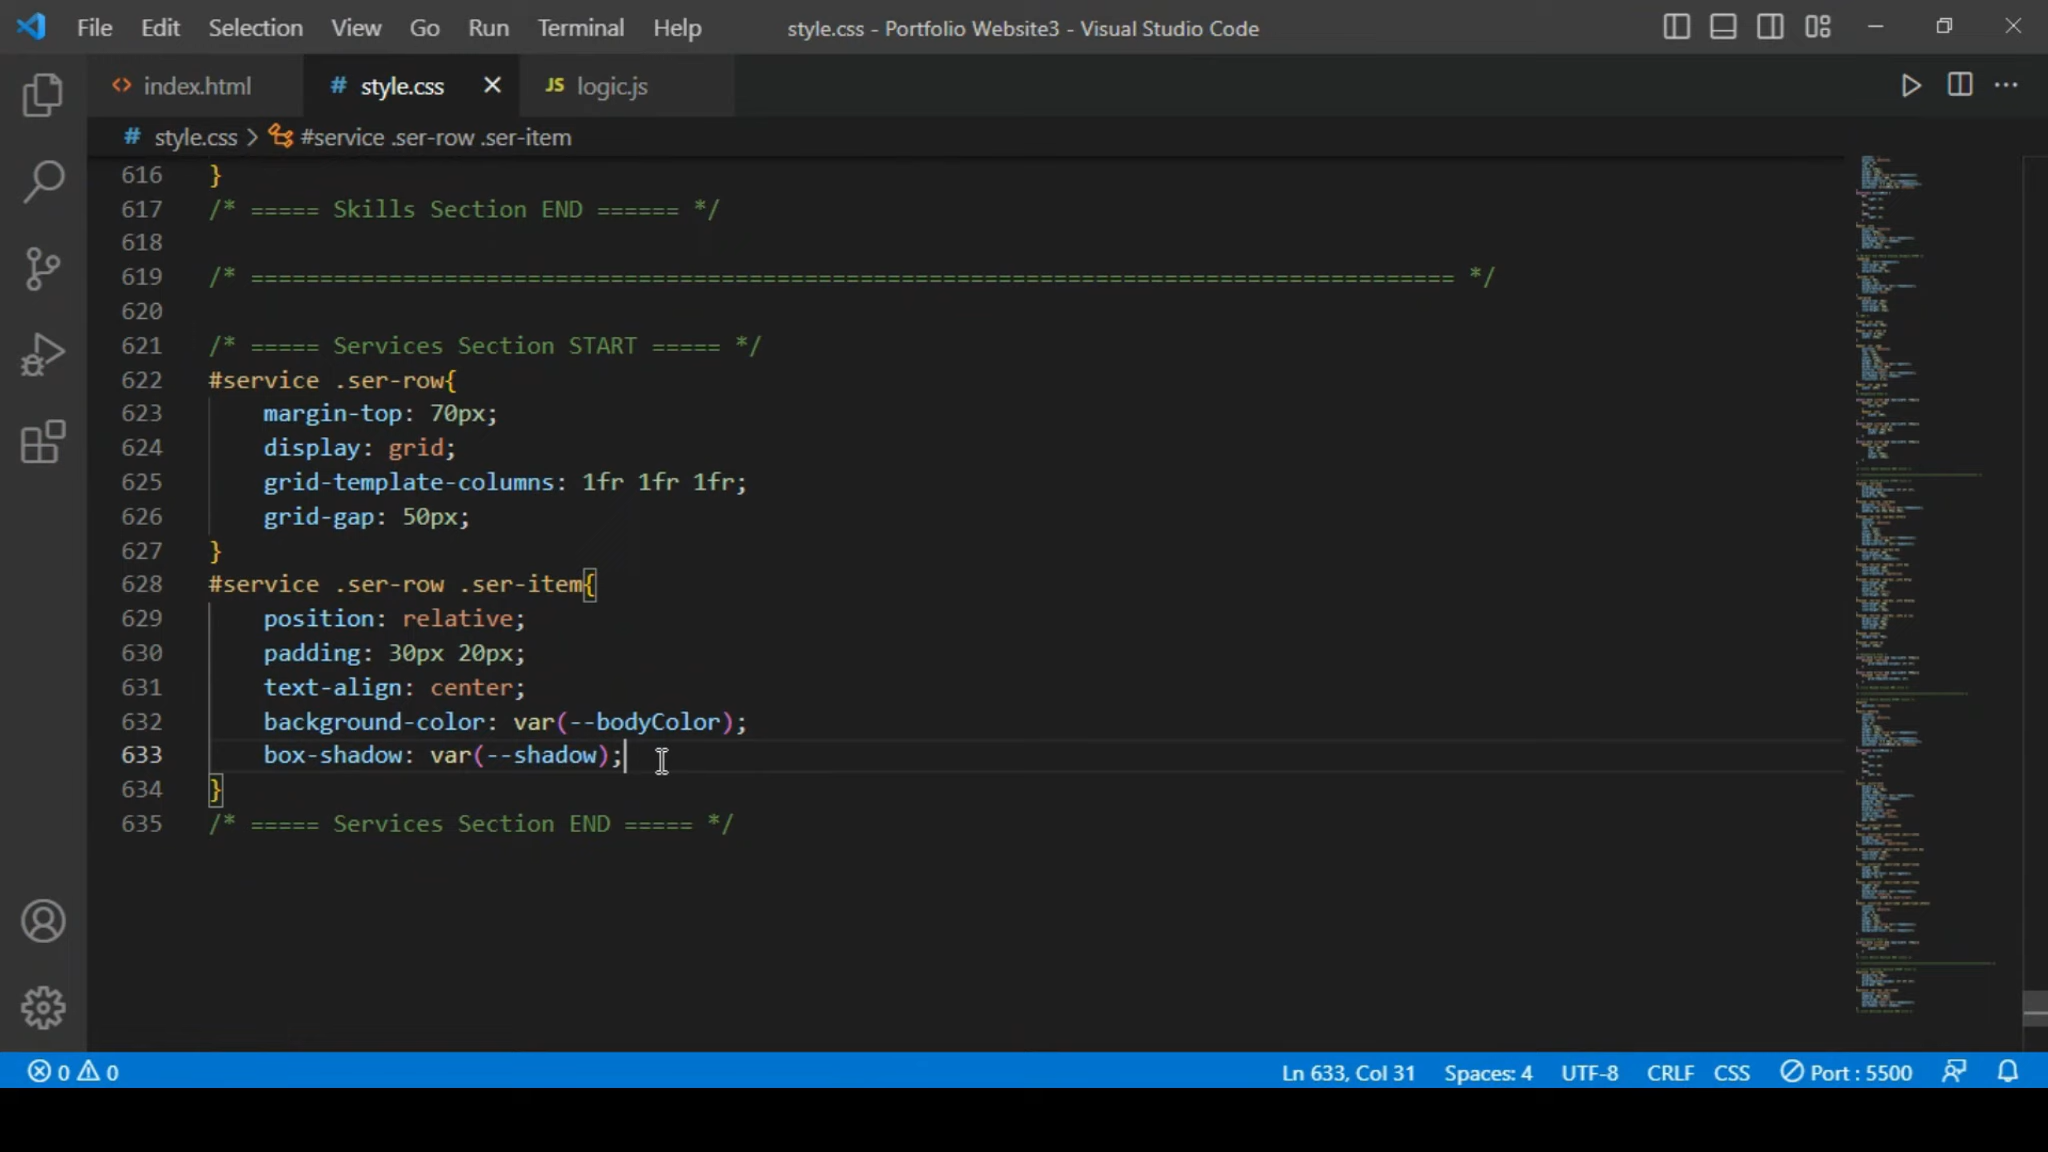 File Edit Selection View Go Run Terminal Help style.css - Portfolio Website3 - Visual Studio Code
<> index.html # style.css JS logic.js
# style.css > #service .ser-row .ser-item
616 }
617 /* ===== Skills Section END ====== */
618
619 /* ======================================================================================= */
620
621 /* ===== Services Section START ===== */
622 #service .ser-row{
623 margin-top: 70px;
624 display: grid;
625 grid-template-columns: 1fr 1fr 1fr;
626 grid-gap: 50px;
627 }
628 #service .ser-row .ser-item{
629 position: relative;
630 padding: 30px 20px;
631 text-align: center;
632 background-color: var(--bodyColor);
633 box-shadow: var(--shadow);
634 }
635 /* ===== Services Section END ===== */
0 0 Ln 633, Col 31 Spaces: 4 UTF-8 CRLF CSS Port : 5500